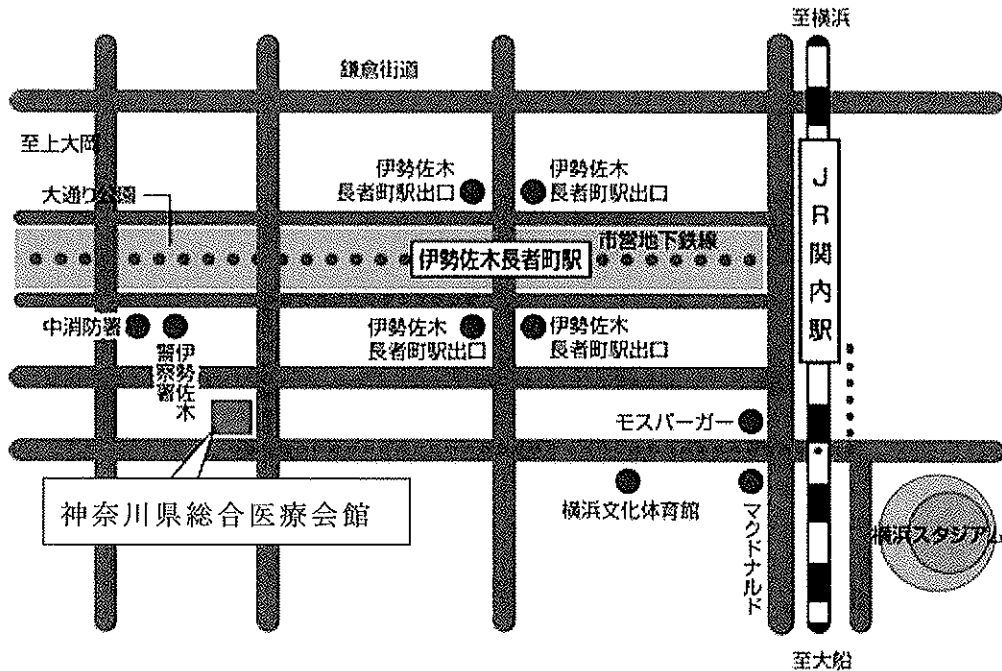 至横浜
鎌倉街道
至上大岡
大通り公園
伊勢佐木
長者町駅出口
伊勢佐木
長者町駅出口
市営地下鉄線
伊勢佐木長者町駅
JR関内駅
中消防署
伊勢佐木
警察署
伊勢佐木
長者町駅出口
伊勢佐木
長者町駅出口
モスバーガー
神奈川県総合医療会館
横浜文化体育館
マクドナルド
横浜スタジアム
至大船